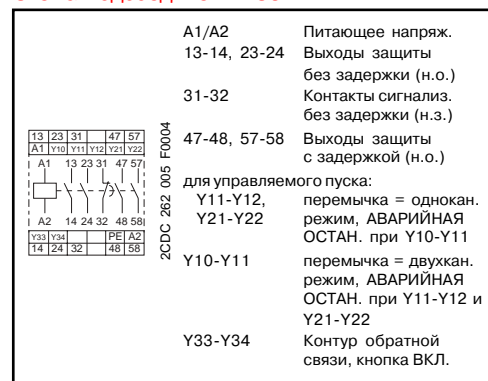 A1/A2 Питающее напряж.
13-14, 23-24 Выходы защиты
без задержки (н.о.)
31-32 Контакты сигнализ.
без задержки (н.з.)
47-48, 57-58 Выходы защиты
с задержкой (н.о.)
для управляемого пуска:
Y11-Y12, перемычка = однокан.
Y21-Y22 режим, АВАРИЙНАЯ
ОСТАН. при Y10-Y11
Y10-Y11 перемычка = двухкан.
режим, АВАРИЙНАЯ
ОСТАН. при Y11-Y12 и
Y21-Y22
Y33-Y34 Контур обратной
связи, кнопка ВКЛ.
13 23 31 47 57
A1 Y10 Y11 Y12 Y21 Y22
A1 13 23 31 47 57
A2 14 24 32 48 58
Y33 Y34 PE A2
14 24 32 48 58
2CDC 262 005 F0004